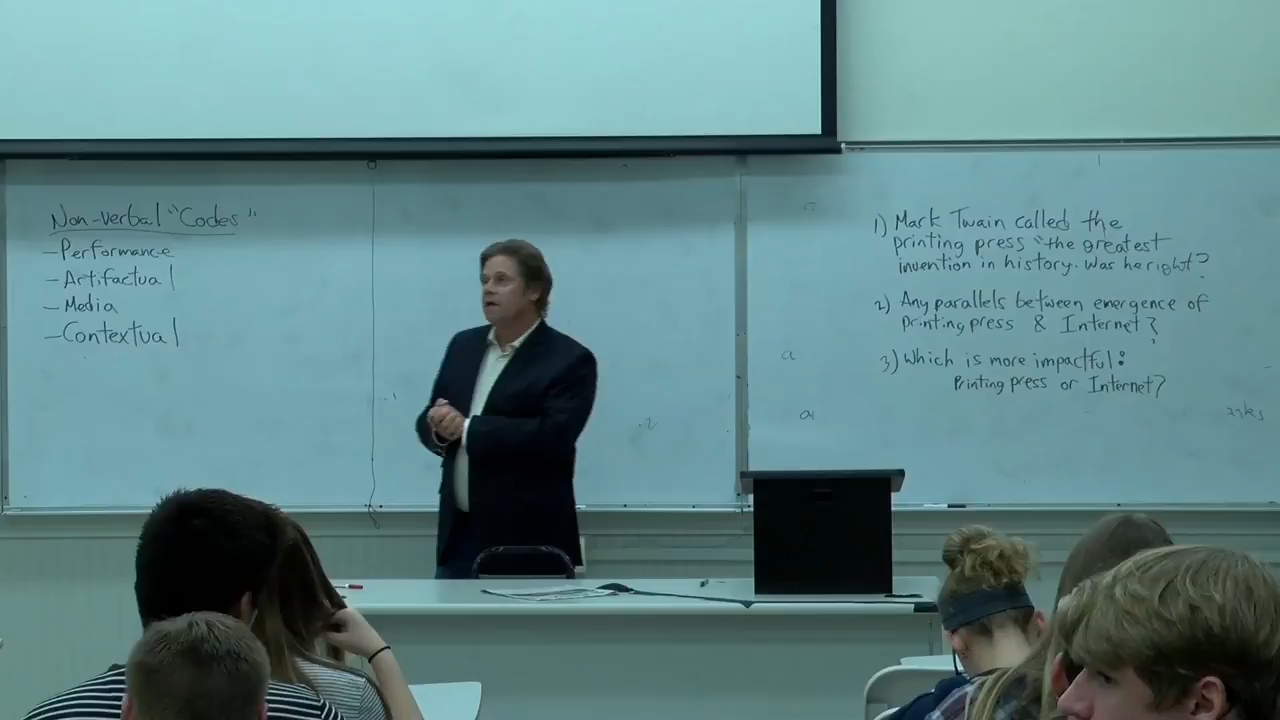 Non-verbal "Codes"
- Performance
- Artifactual
- Media
- Contextual
1) Mark Twain called the
printing press "the greatest
invention in history. Was he right?
2) Any parallels between emergence of
printing press & Internet?
3) Which is more impactful:
Printing press or Internet?